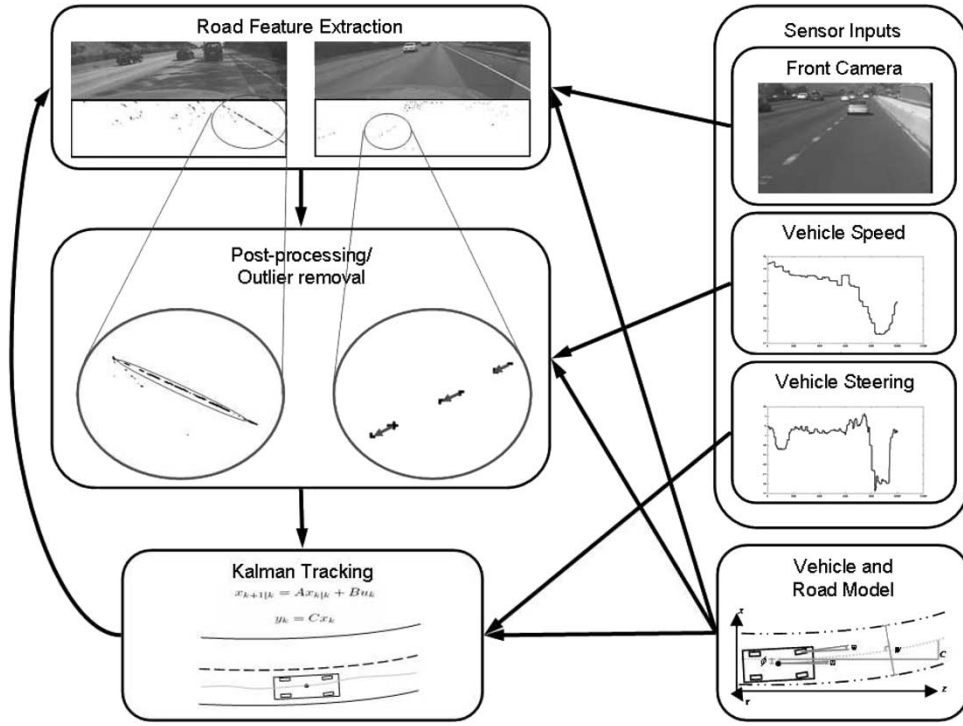 Road Feature Extraction
Post-processing/
Outlier removal
Kalman Tracking
x_{k+1|k} = Ax_{k|k} + Bu_k
y_k = Cx_k
Sensor Inputs
Front Camera
Vehicle Speed
Vehicle Steering
Vehicle and
Road Model
x
ϕ
W
C
z